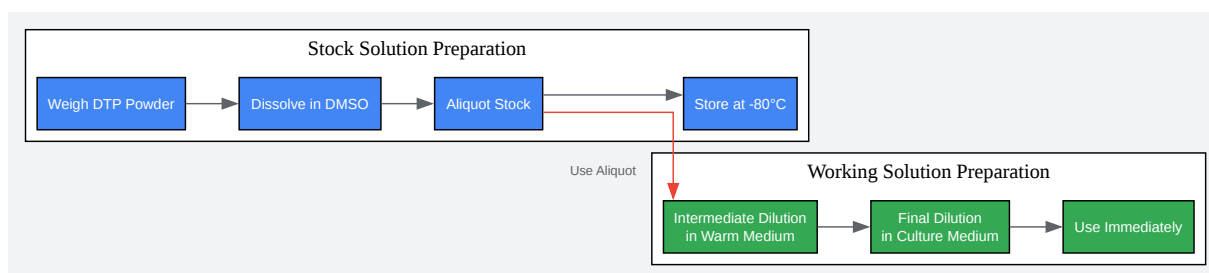 Stock Solution Preparation
Weigh DTP Powder
Dissolve in DMSO
Aliquot Stock
Store at -80°C
Use Aliquot
Working Solution Preparation
Intermediate Dilution
in Warm Medium
Final Dilution
in Culture Medium
Use Immediately